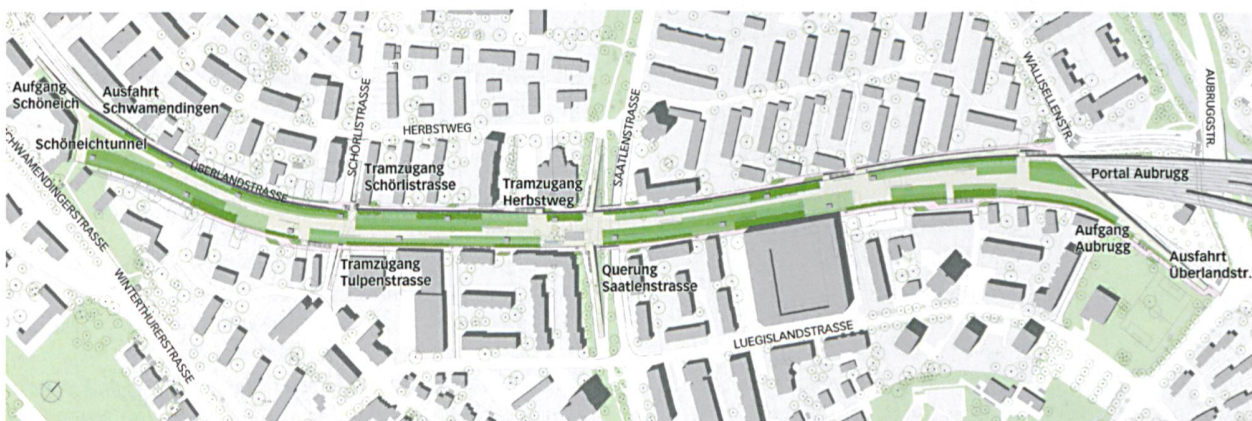 Aufgang
Schöneich
Ausfahrt
Schwamendingen
Schöneichtunnel
SCHWAMENDINGERSTRASSE
WINTERTHURERSTRASSE
ÜBERLANDSTRASSE
SCHÖRLISTRASSE
HERBSTWEG
Tramzugang
Schörlistrasse
Tramzugang
Herbstweg
SAATLENSTRASSE
Tramzugang
Tulpenstrasse
Querung
Saatlenstrasse
LUEGISLANDSTRASSE
WALLISELLENSTR.
AUBRUGGSTR.
Portal Aubrugg
Aufgang
Aubrugg
Ausfahrt
Überlandstr.